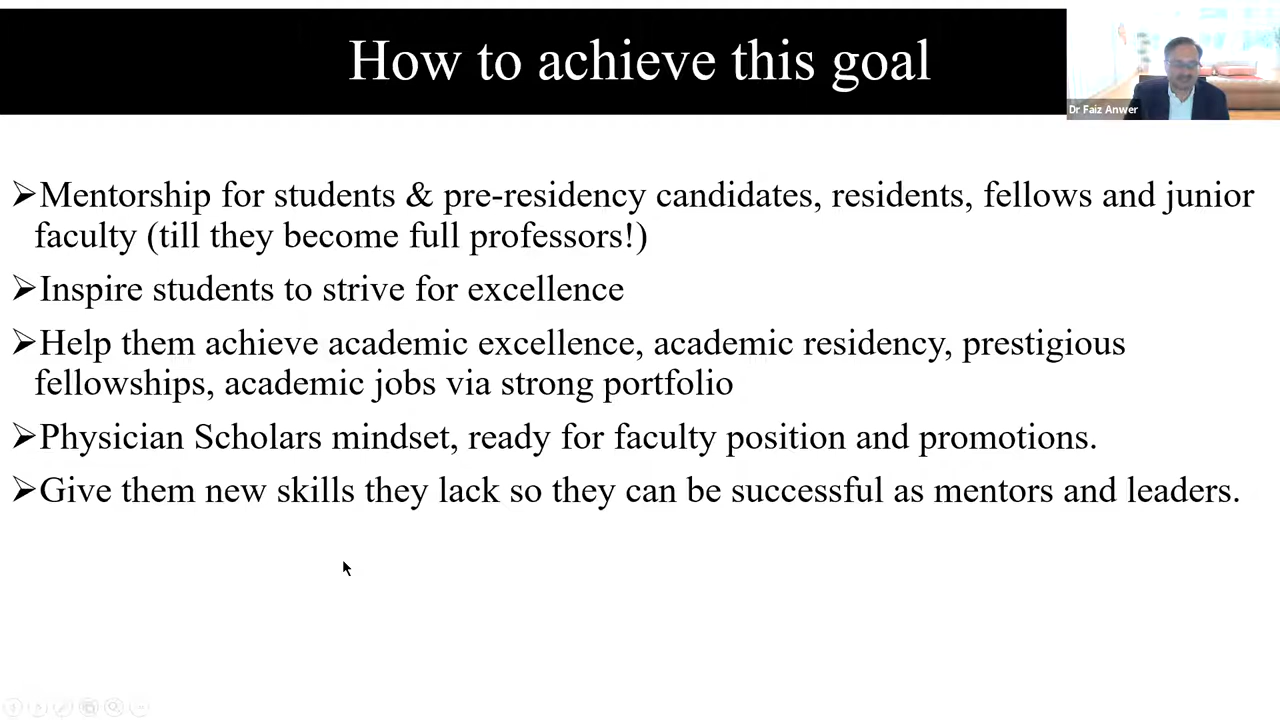 How to achieve this goal
Dr Faiz Anwer
➢Mentorship for students & pre-residency candidates, residents, fellows and junior
faculty (till they become full professors!)
➢Inspire students to strive for excellence
➢Help them achieve academic excellence, academic residency, prestigious
fellowships, academic jobs via strong portfolio
➢Physician Scholars mindset, ready for faculty position and promotions.
➢Give them new skills they lack so they can be successful as mentors and leaders.